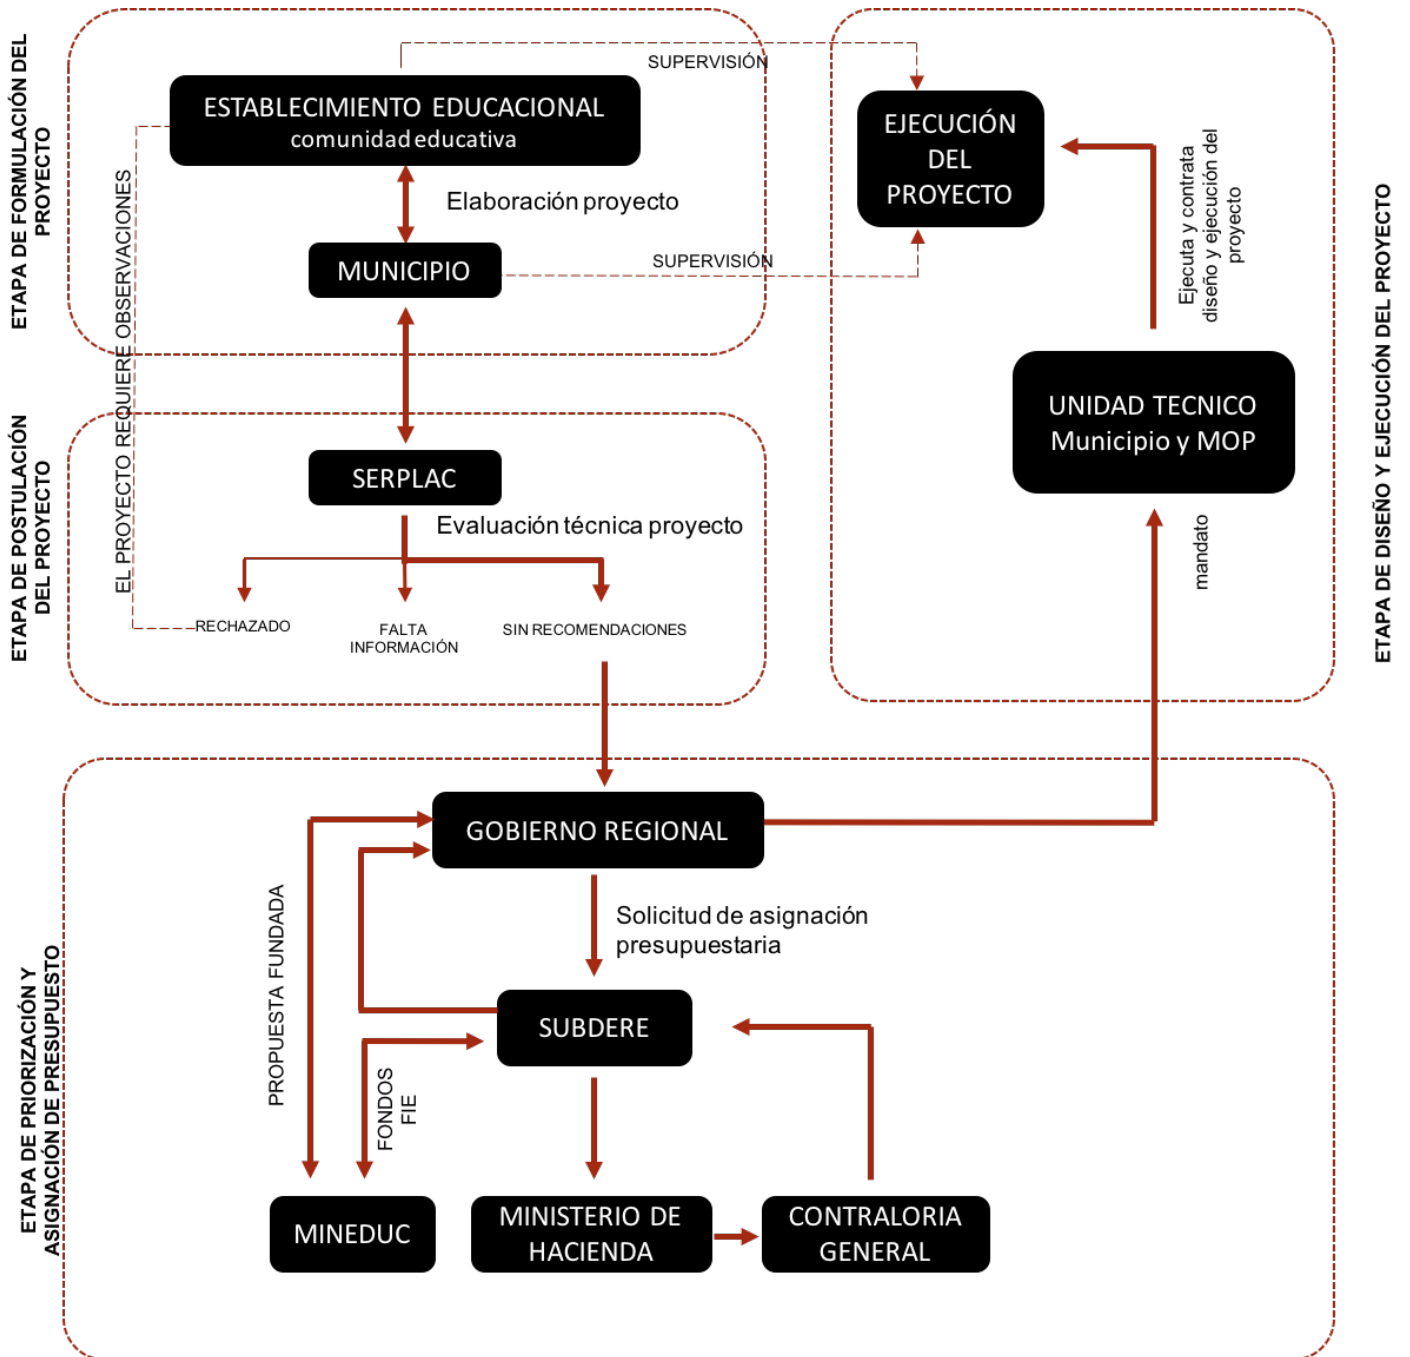 ETAPA DE FORMULACIÓN DEL
PROYECTO
ESTABLECIMIENTO EDUCACIONAL
comunidad educativa
SUPERVISIÓN
Elaboración proyecto
MUNICIPIO
SUPERVISIÓN
EL PROYECTO REQUIERE OBSERVACIONES
EJECUCIÓN
DEL
PROYECTO
Ejecuta y contrata
diseño y ejecución del
proyecto
UNIDAD TECNICO
Municipio y MOP
mandato
ETAPA DE DISEÑO Y EJECUCIÓN DEL PROYECTO
ETAPA DE POSTULACIÓN
DEL PROYECTO
SERPLAC
Evaluación técnica proyecto
RECHAZADO
FALTA
INFORMACIÓN
SIN RECOMENDACIONES
ETAPA DE PRIORIZACIÓN Y
ASIGNACIÓN DE PRESUPUESTO
GOBIERNO REGIONAL
PROPUESTA FUNDADA
Solicitud de asignación
presupuestaria
SUBDERE
FONDOS
FIE
MINEDUC
MINISTERIO DE
HACIENDA
CONTRALORIA
GENERAL